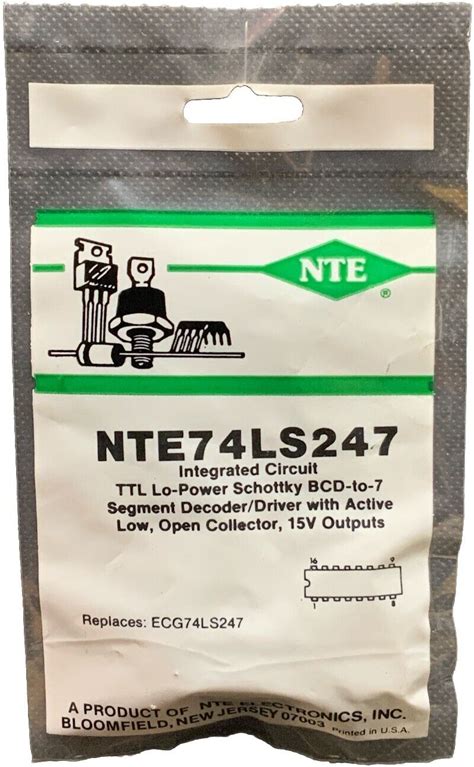 NTE
®
NTE74LS247
Integrated Circuit
TTL Lo-Power Schottky BCD-to-7
Segment Decoder/Driver with Active
Low, Open Collector, 15V Outputs
16 9
1 8
Replaces: ECG74LS247
A PRODUCT OF NTE ELECTRONICS, INC.
BLOOMFIELD, NEW JERSEY 07003 Printed in U.S.A.